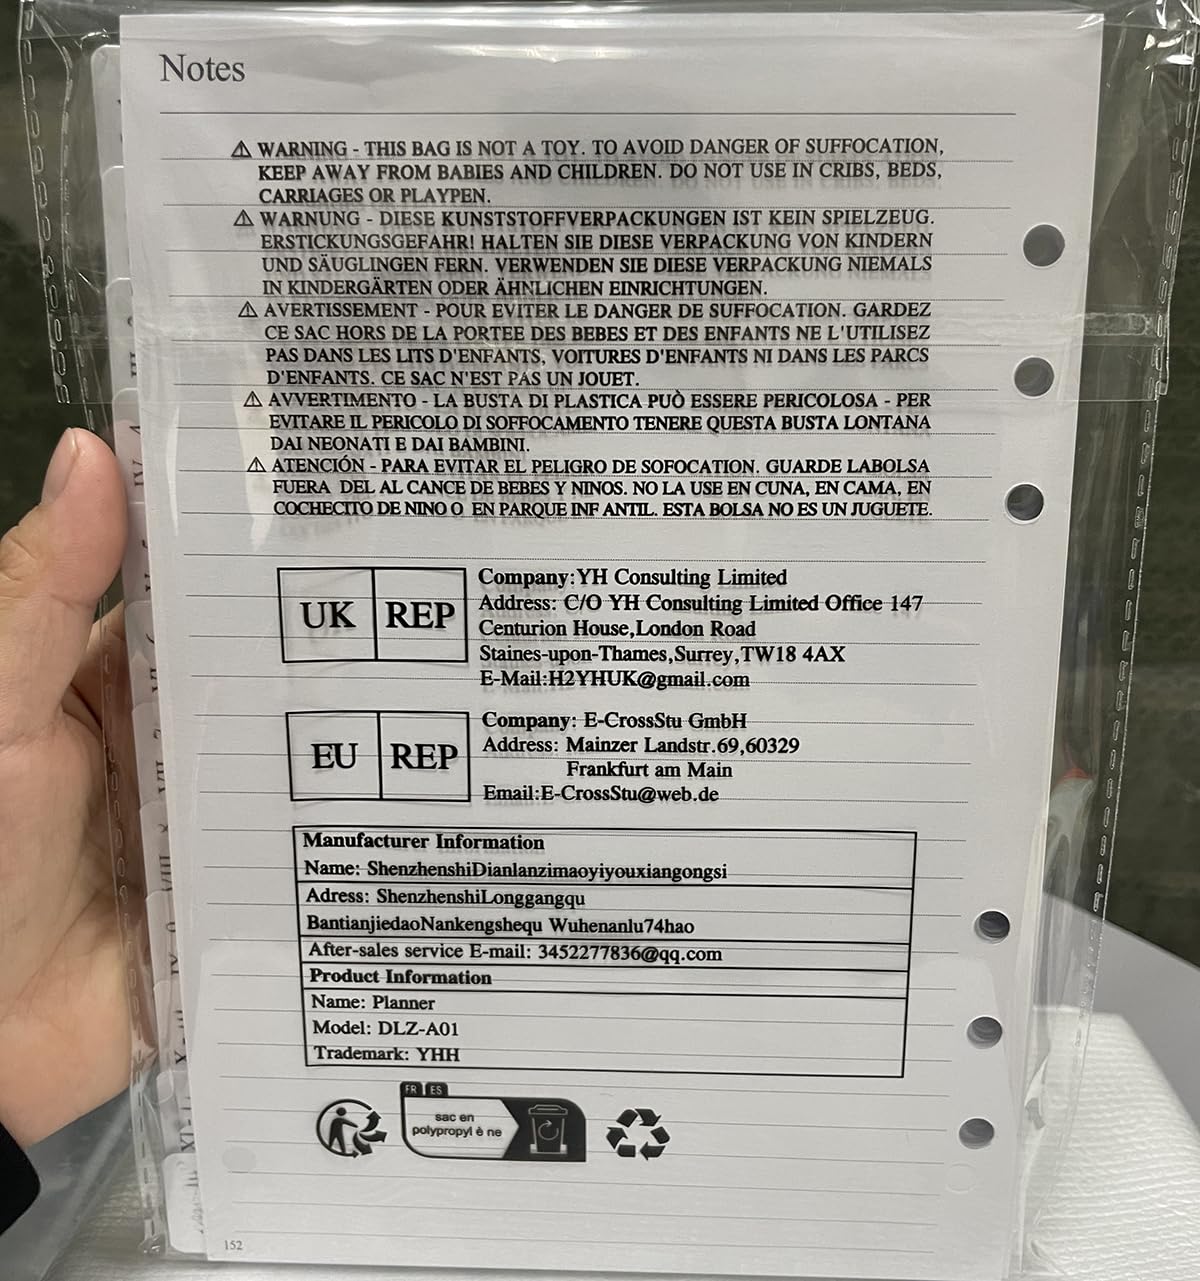 Notes
⚠ WARNING - THIS BAG IS NOT A TOY. TO AVOID DANGER OF SUFFOCATION,
KEEP AWAY FROM BABIES AND CHILDREN. DO NOT USE IN CRIBS, BEDS,
CARRIAGES OR PLAYPEN.
⚠ WARNUNG - DIESE KUNSTSTOFFVERPACKUNGEN IST KEIN SPIELZEUG.
ERSTICKUNGSGEFAHR! HALTEN SIE DIESE VERPACKUNG VON KINDERN
UND SÄUGLINGEN FERN. VERWENDEN SIE DIESE VERPACKUNG NIEMALS
IN KINDERGÄRTEN ODER ÄHNLICHEN EINRICHTUNGEN.
⚠ AVERTISSEMENT - POUR EVITER LE DANGER DE SUFFOCATION. GARDEZ
CE SAC HORS DE LA PORTEE DES BEBES ET DES ENFANTS NE L'UTILISEZ
PAS DANS LES LITS D'ENFANTS, VOITURES D'ENFANTS NI DANS LES PARCS
D'ENFANTS. CE SAC N'EST PAS UN JOUET.
⚠ AVVERTIMENTO - LA BUSTA DI PLASTICA PUÒ ESSERE PERICOLOSA - PER
EVITARE IL PERICOLO DI SOFFOCAMENTO TENERE QUESTA BUSTA LONTANA
DAI NEONATI E DAI BAMBINI.
⚠ ATENCIÓN - PARA EVITAR EL PELIGRO DE SOFOCATION. GUARDE LABOLSA
FUERA DEL AL CANCE DE BEBES Y NINOS. NO LA USE EN CUNA, EN CAMA, EN
COCHECITO DE NINO O EN PARQUE INF ANTIL. ESTA BOLSA NO ES UN JUGUETE.
UK REP
Company:YH Consulting Limited
Address: C/O YH Consulting Limited Office 147
Centurion House,London Road
Staines-upon-Thames,Surrey,TW18 4AX
E-Mail:H2YHUK@gmail.com
EU REP
Company: E-CrossStu GmbH
Address: Mainzer Landstr.69,60329
Frankfurt am Main
Email:E-CrossStu@web.de
Manufacturer Information
Name: ShenzhenshiDianlanzimaoyiyouxiangongsi
Adress: ShenzhenshiLonggangqu
BantianjiedaoNankengshequ Wuhenanlu74hao
After-sales service E-mail: 3452277836@qq.com
Product Information
Name: Planner
Model: DLZ-A01
Trademark: YHH
FR ES
sac en
polypropyl è ne
152